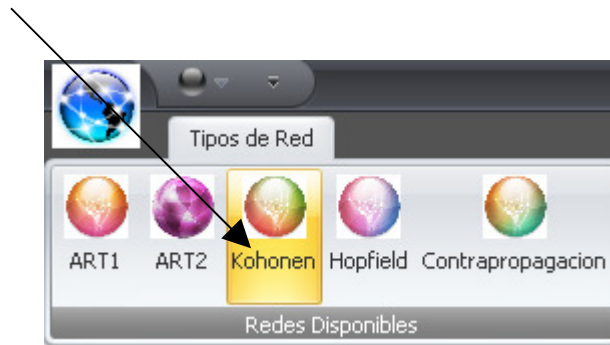 Tipos de Red
ART1 ART2 Kohonen Hopfield Contrapropagacion
Redes Disponibles